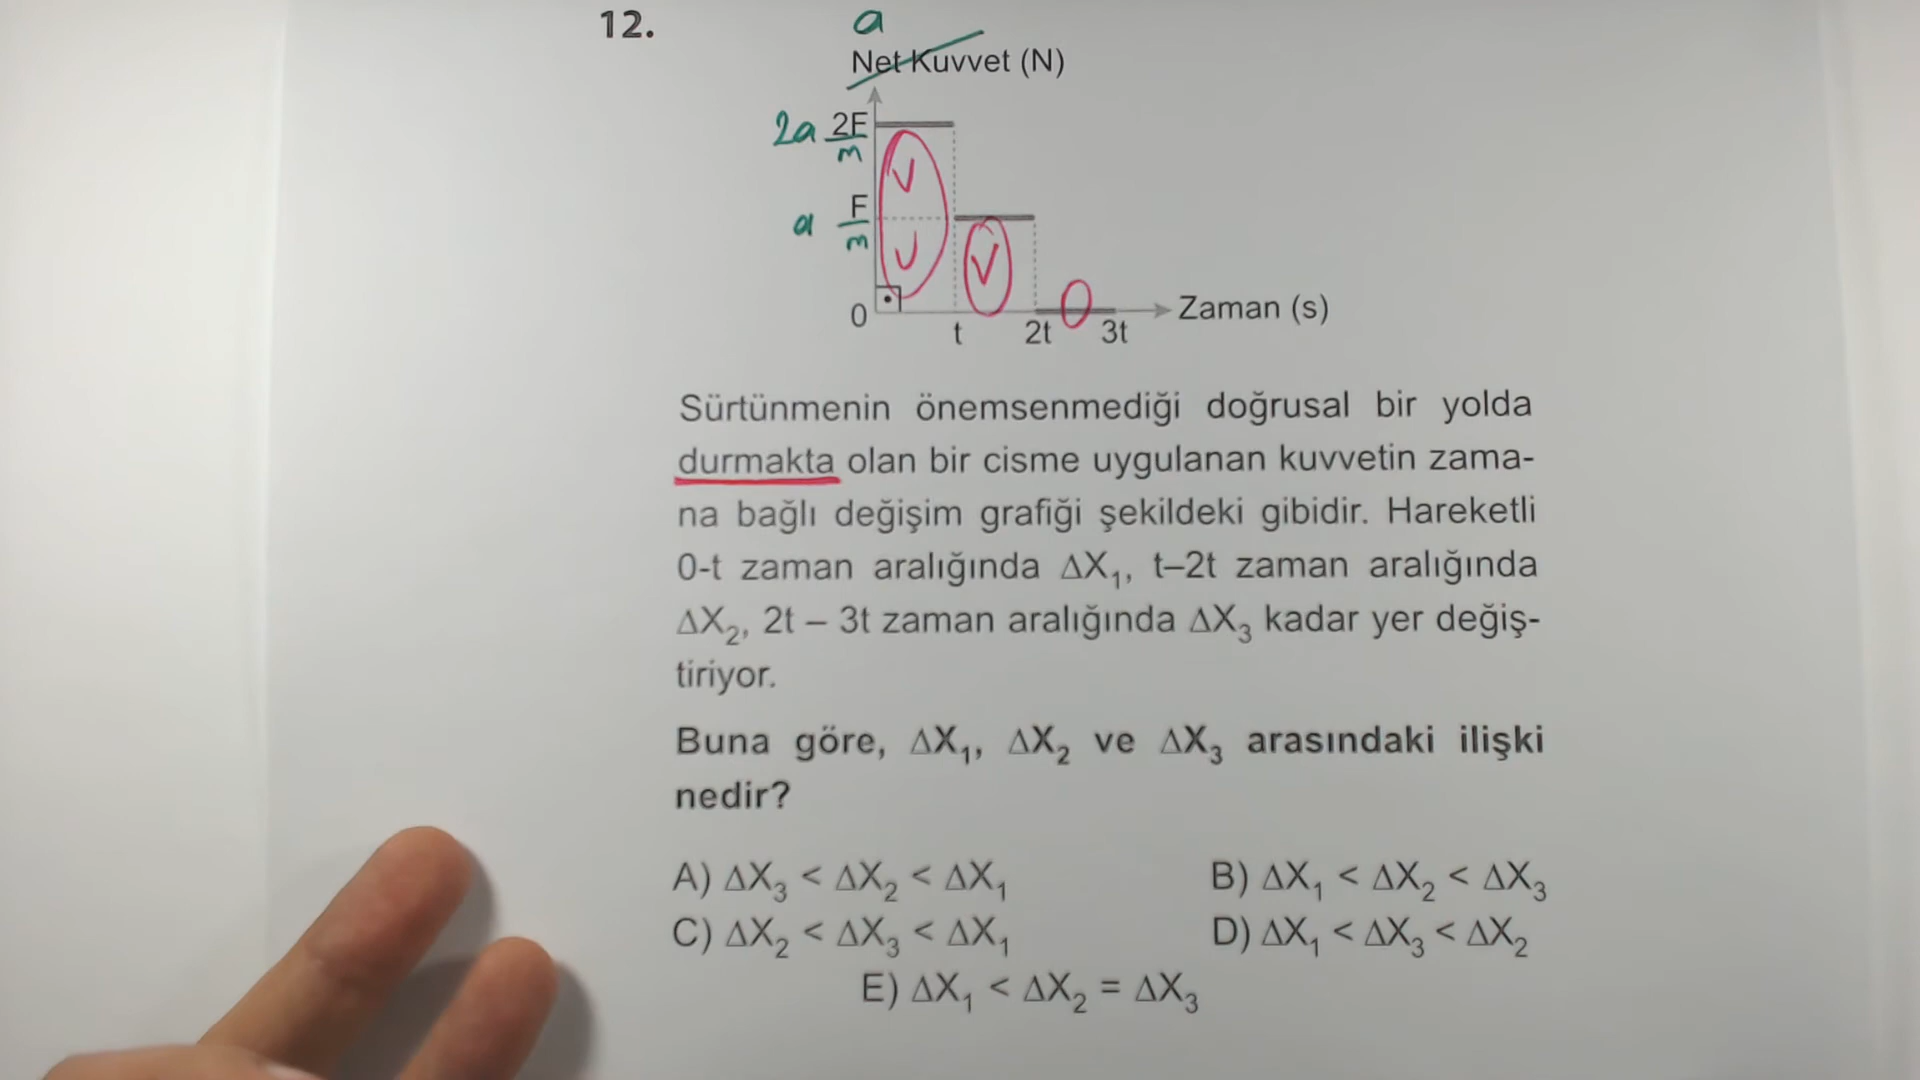 12.
a
Net Kuvvet (N)
2a 2F
m
V
a F
m
V
V
0
0
t 2t 3t
Zaman (s)
Sürtünmenin önemsenmediği doğrusal bir yolda
durmakta olan bir cisme uygulanan kuvvetin zama-
na bağlı değişim grafiği şekildeki gibidir. Hareketli
0-t zaman aralığında ΔX₁, t–2t zaman aralığında
ΔX₂, 2t – 3t zaman aralığında ΔX₃ kadar yer değiş-
tiriyor.
Buna göre, ΔX₁, ΔX₂ ve ΔX₃ arasındaki ilişki
nedir?
A) ΔX₃ < ΔX₂ < ΔX₁ B) ΔX₁ < ΔX₂ < ΔX₃
C) ΔX₂ < ΔX₃ < ΔX₁ D) ΔX₁ < ΔX₃ < ΔX₂
E) ΔX₁ < ΔX₂ = ΔX₃